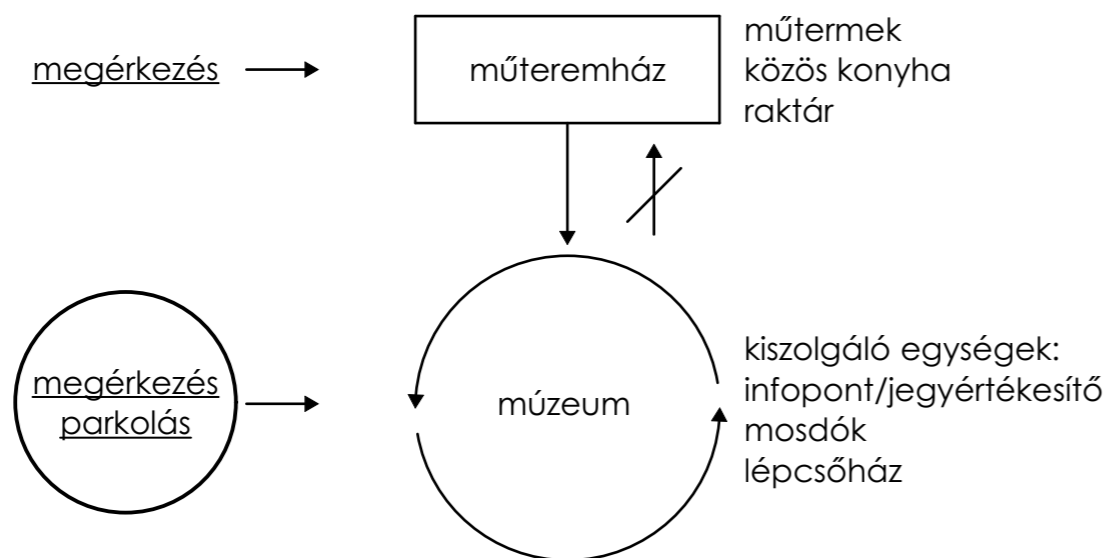 megérkezés
műteremház
műtermek
közös konyha
raktár
megérkezés
parkolás
múzeum
kiszolgáló egységek:
infopont/jegyértékesítő
mosdók
lépcsőház